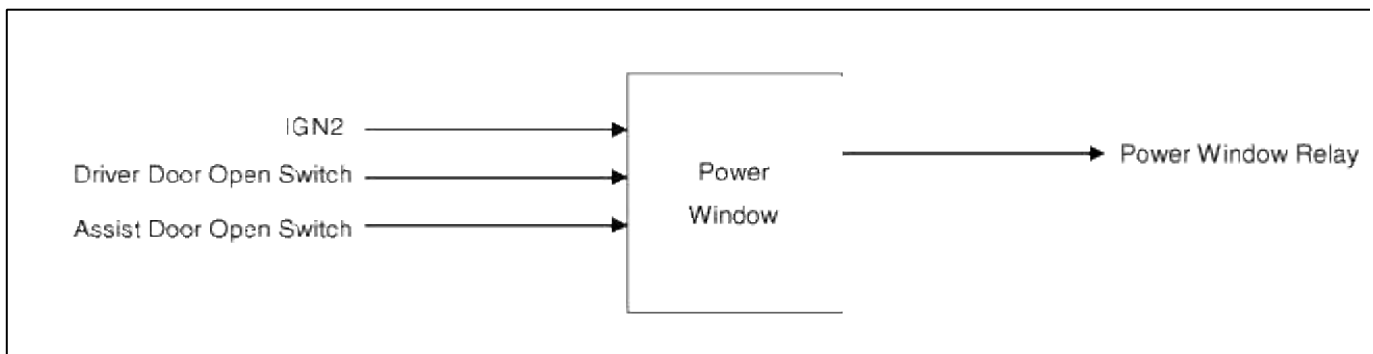 IGN2
Driver Door Open Switch
Assist Door Open Switch
Power
Window
Power Window Relay